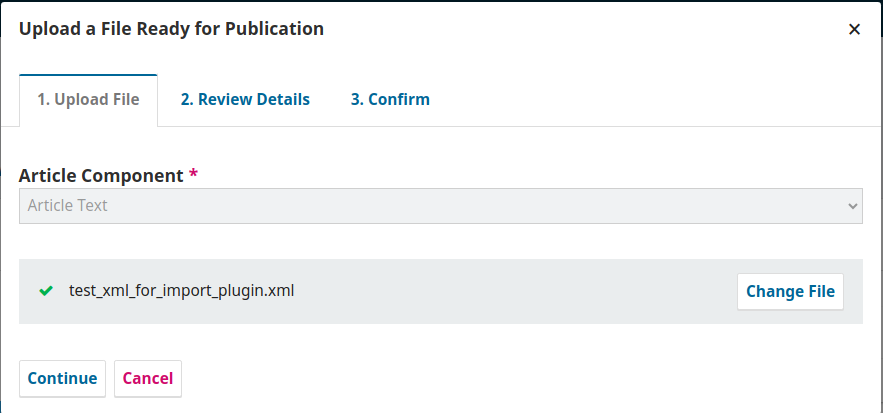 Upload a File Ready for Publication ×
1. Upload File 2. Review Details 3. Confirm
Article Component *
Article Text
test_xml_for_import_plugin.xml Change File
Continue Cancel